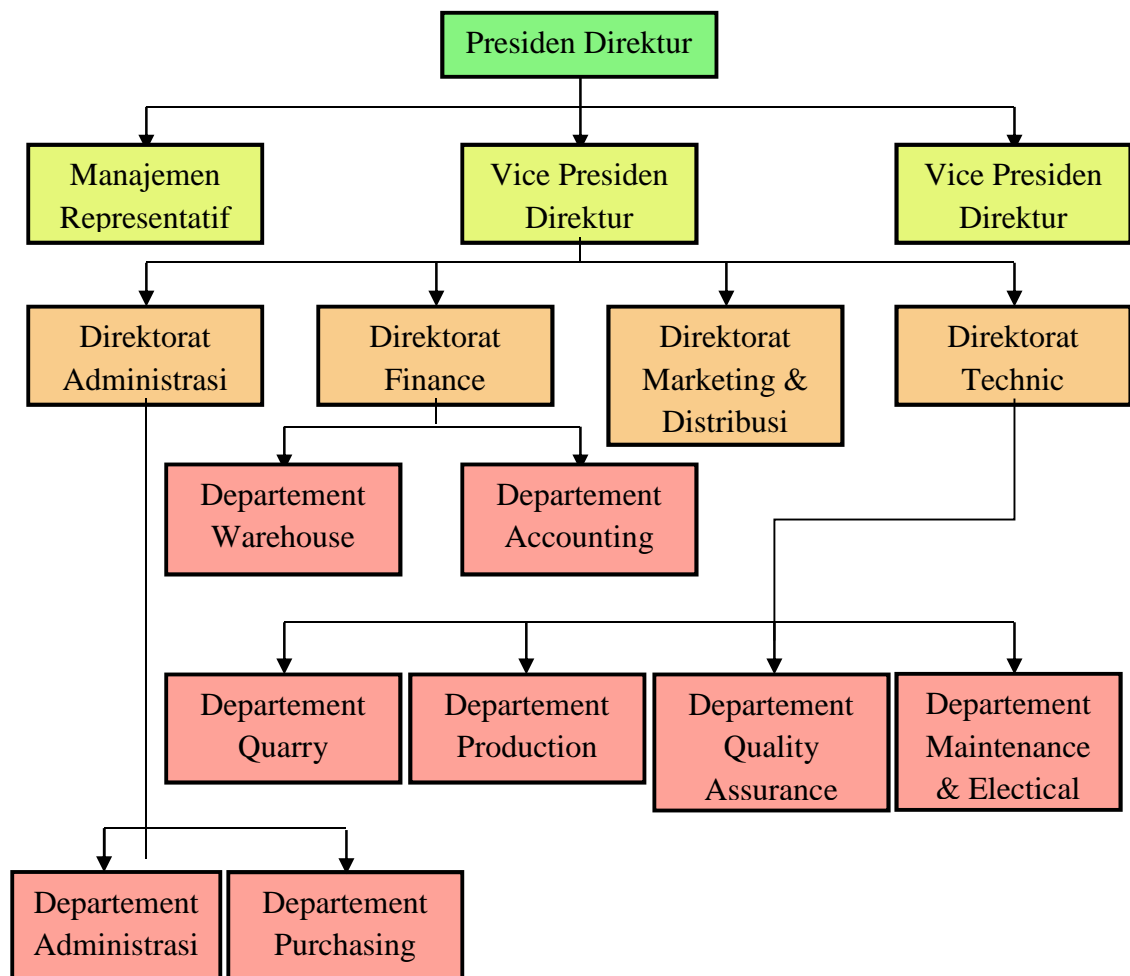 Presiden Direktur
Manajemen
Representatif
Vice Presiden
Direktur
Vice Presiden
Direktur
Direktorat
Administrasi
Direktorat
Finance
Direktorat
Marketing &
Distribusi
Direktorat
Technic
Departement
Warehouse
Departement
Accounting
Departement
Quarry
Departement
Production
Departement
Quality
Assurance
Departement
Maintenance
& Electical
Departement
Administrasi
Departement
Purchasing